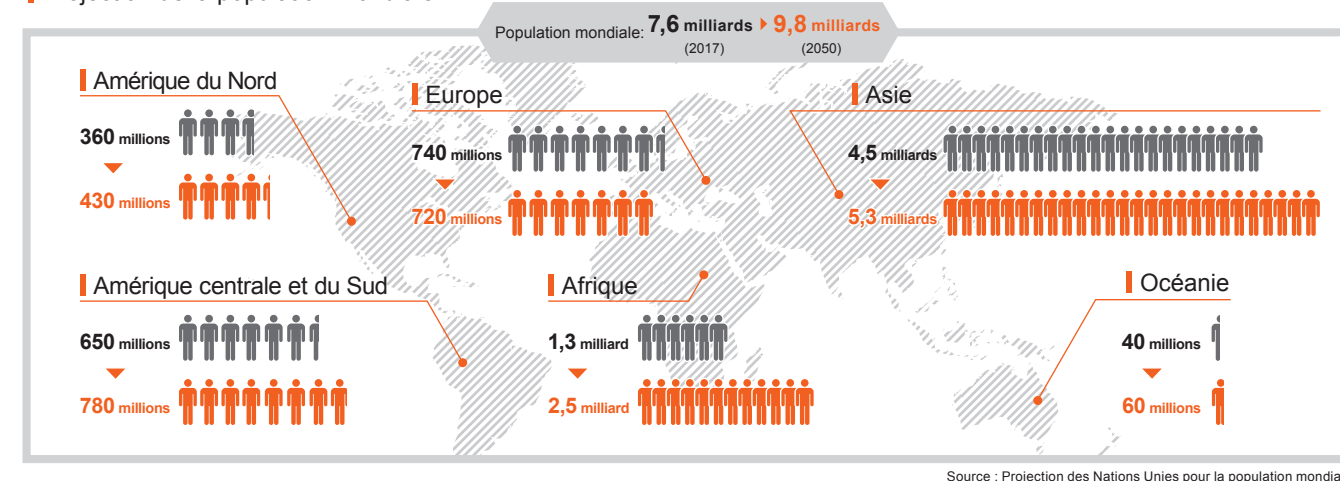 Population mondiale: 7,6 milliards 9,8 milliards
(2017) (2050)
Amérique du Nord
360 millions
430 millions
Europe
740 millions
720 millions
Asie
4,5 milliards
5,3 milliards
Amérique centrale et du Sud
650 millions
780 millions
Afrique
1,3 milliard
2,5 milliard
Océanie
40 millions
60 millions
Source : Projection des Nations Unies pour la population